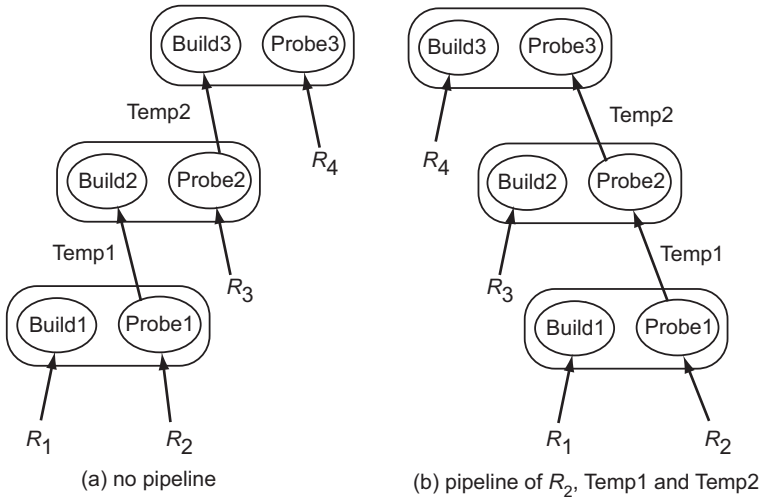 Build3 Probe3
Temp2
R4
Build2 Probe2
Temp1
R3
Build1 Probe1
R1 R2
(a) no pipeline
Build3 Probe3
Temp2
R4
Build2 Probe2
Temp1
R3
Build1 Probe1
R1 R2
(b) pipeline of R2, Temp1 and Temp2